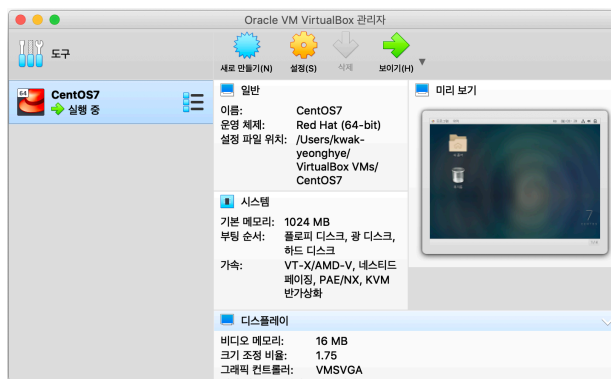 Oracle VM VirtualBox 관리자
도구
새로 만들기(N) 설정(S) 삭제 보이기(H)
64 CentOS7
실행 중
일반
이름: CentOS7
운영 체제: Red Hat (64-bit)
설정 파일 위치: /Users/kwak-
yeonghye/
VirtualBox VMs/
CentOS7
시스템
기본 메모리: 1024 MB
부팅 순서: 플로피 디스크, 광 디스크,
하드 디스크
가속: VT-X/AMD-V, 네스티드
페이징, PAE/NX, KVM
반가상화
디스플레이
비디오 메모리: 16 MB
크기 조정 비율: 1.75
그래픽 컨트롤러: VMSVGA
미리 보기
7